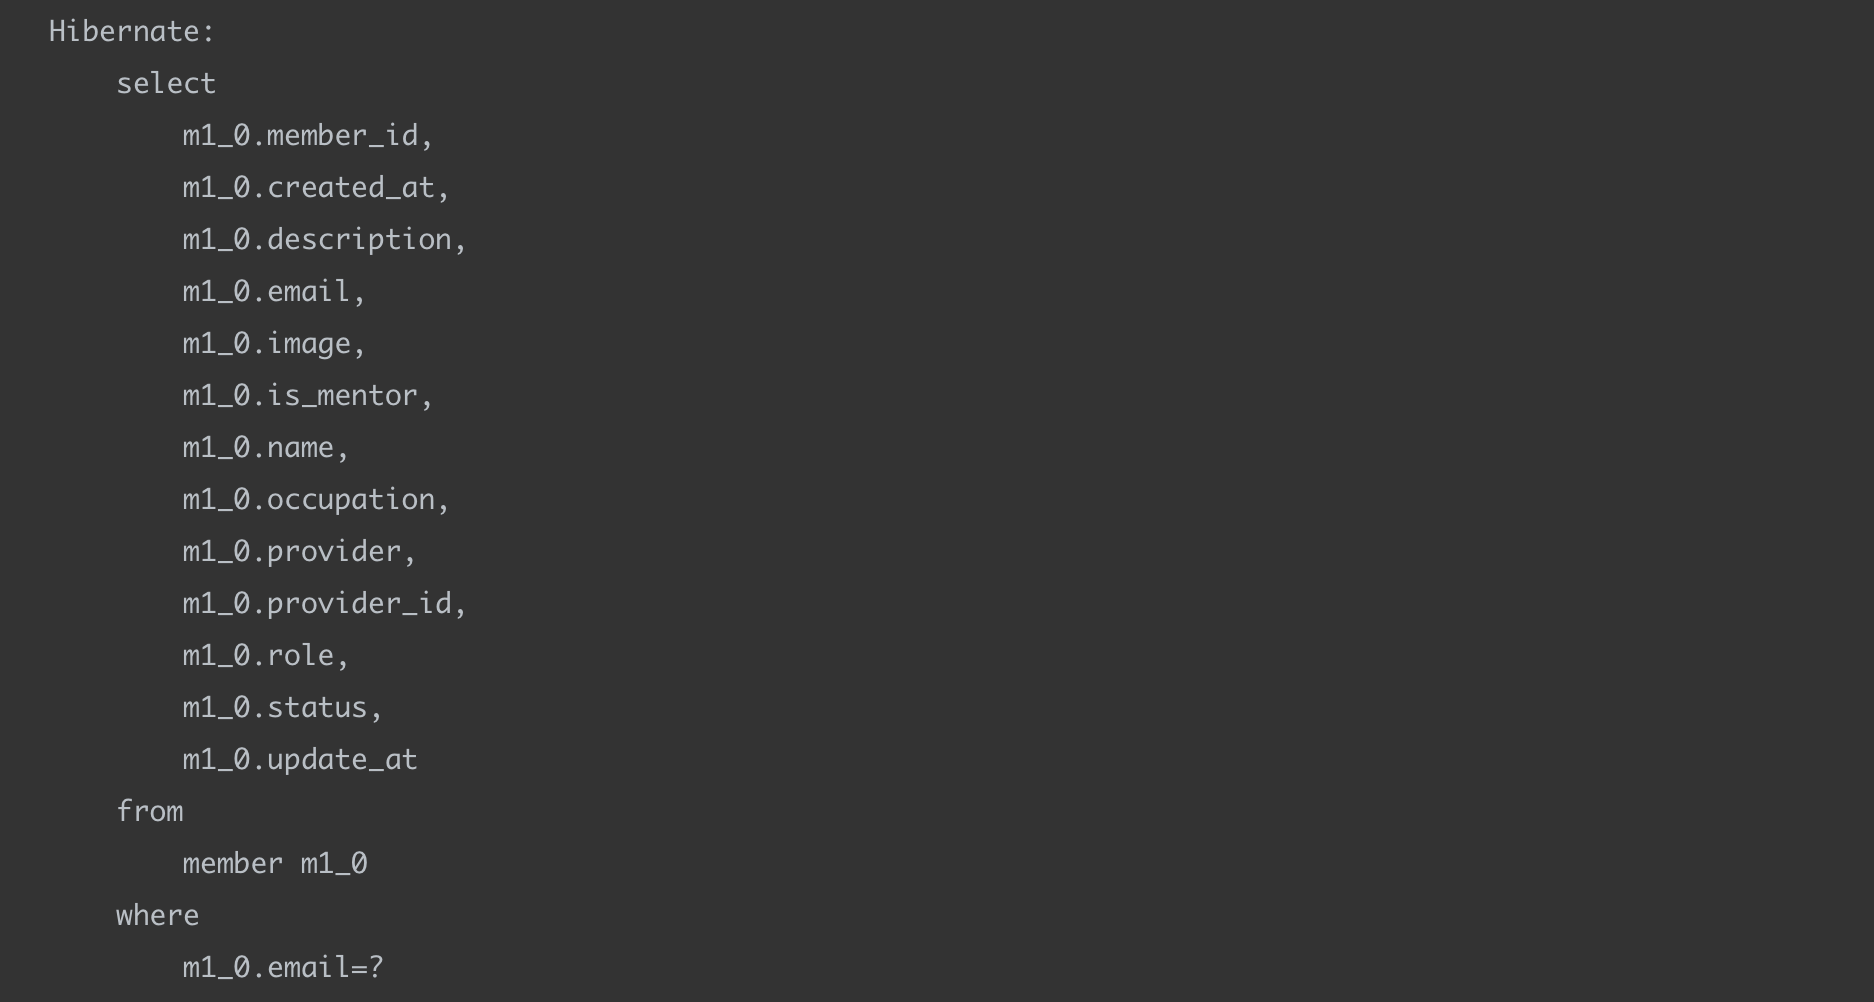 Hibernate:
select
m1_0.member_id,
m1_0.created_at,
m1_0.description,
m1_0.email,
m1_0.image,
m1_0.is_mentor,
m1_0.name,
m1_0.occupation,
m1_0.provider,
m1_0.provider_id,
m1_0.role,
m1_0.status,
m1_0.update_at
from
member m1_0
where
m1_0.email=?